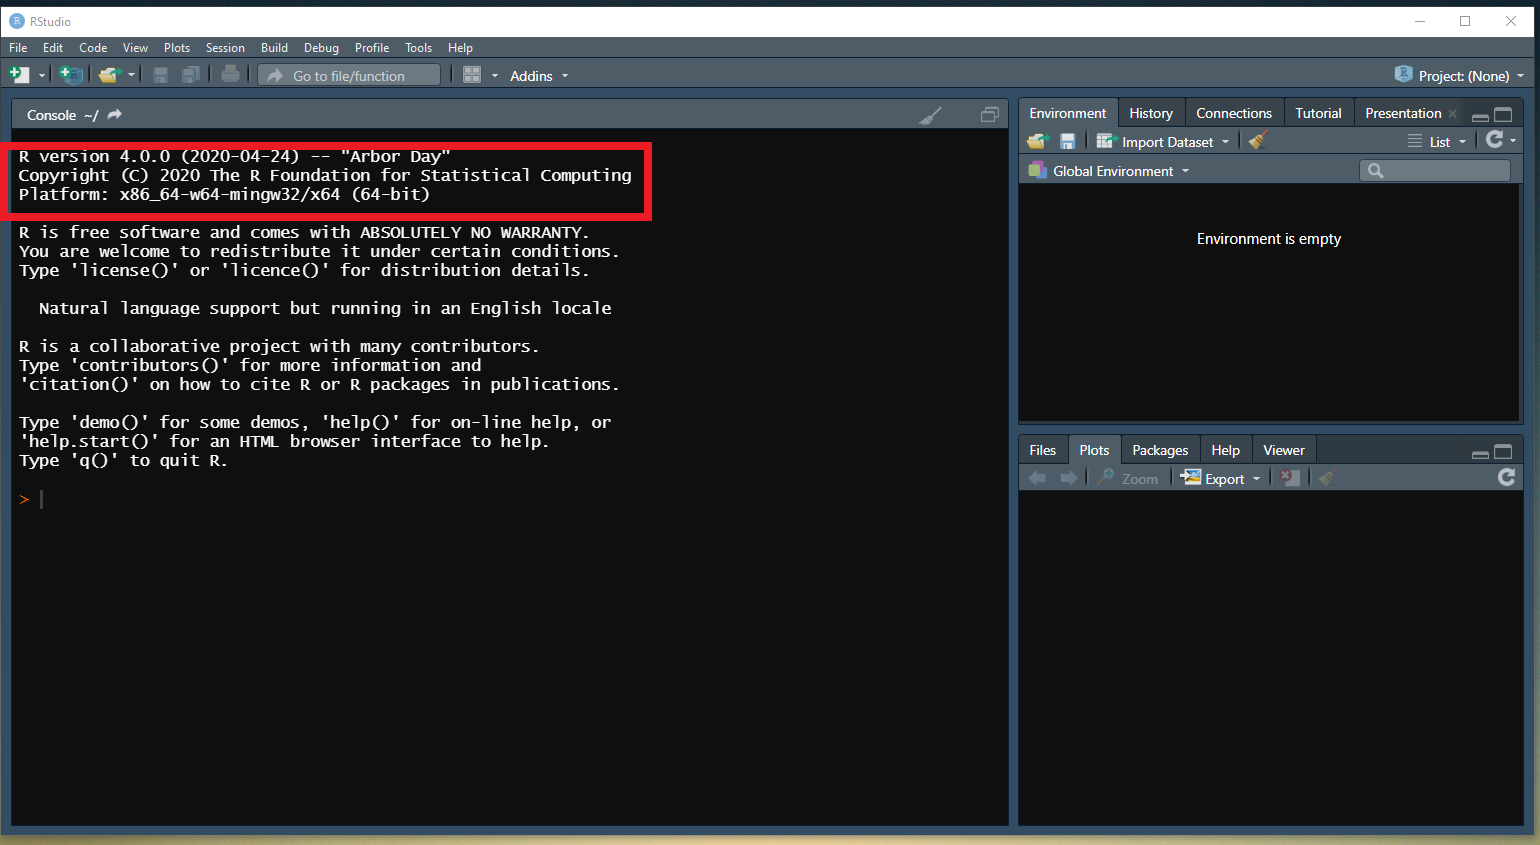 RStudio
File Edit Code View Plots Session Build Debug Profile Tools Help
Go to file/function Addins Project: (None)
Console ~/
R version 4.0.0 (2020-04-24) -- "Arbor Day"
Copyright (C) 2020 The R Foundation for Statistical Computing
Platform: x86_64-w64-mingw32/x64 (64-bit)
R is free software and comes with ABSOLUTELY NO WARRANTY.
You are welcome to redistribute it under certain conditions.
Type 'license()' or 'licence()' for distribution details.
Natural language support but running in an English locale
R is a collaborative project with many contributors.
Type 'contributors()' for more information and
'citation()' on how to cite R or R packages in publications.
Type 'demo()' for some demos, 'help()' for on-line help, or
'help.start()' for an HTML browser interface to help.
Type 'q()' to quit R.
>
Environment History Connections Tutorial Presentation
Import Dataset List
Global Environment
Environment is empty
Files Plots Packages Help Viewer
Zoom Export